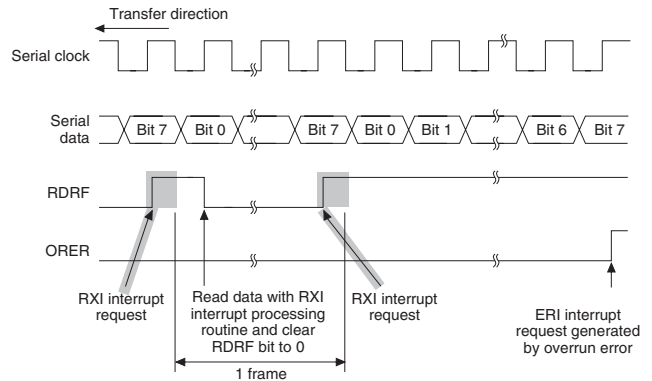 Transfer direction
Serial clock
Serial
data
Bit 7
Bit 0
Bit 7
Bit 0
Bit 1
Bit 6
Bit 7
RDRF
ORER
RXI interrupt
request
Read data with RXI
interrupt processing
routine and clear
RDRF bit to 0
RXI interrupt
request
ERI interrupt
request generated
by overrun error
1 frame